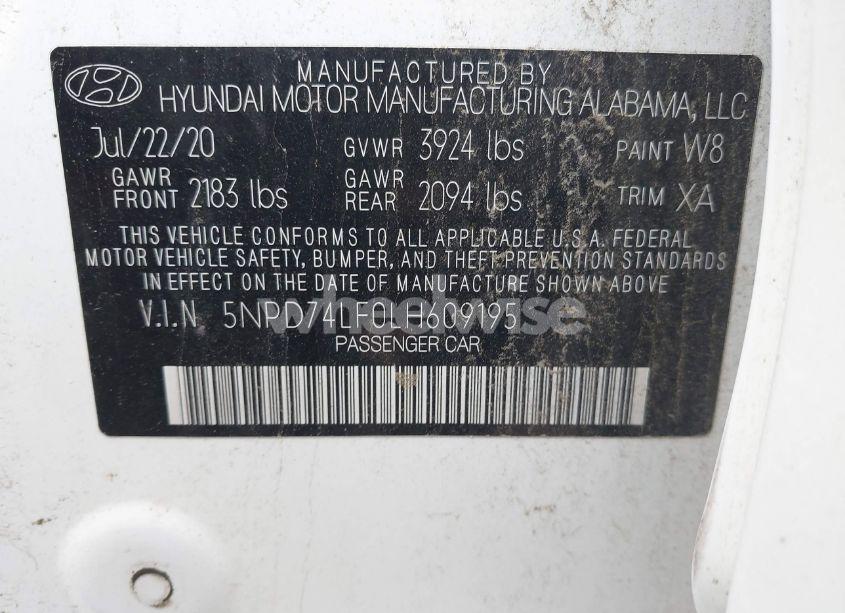 MANUFACTURED BY
HYUNDAI MOTOR MANUFACTURING ALABAMA, LLC
Jul/22/20 GVWR 3924 lbs PAINT W8
GAWR FRONT 2183 lbs GAWR REAR 2094 lbs TRIM XA
THIS VEHICLE CONFORMS TO ALL APPLICABLE U.S.A. FEDERAL
MOTOR VEHICLE SAFETY, BUMPER, AND THEFT PREVENTION STANDARDS
IN EFFECT ON THE DATE OF MANUFACTURE SHOWN ABOVE.
V.I.N. 5NPD74LF0LH609195
wheelwise
PASSENGER CAR